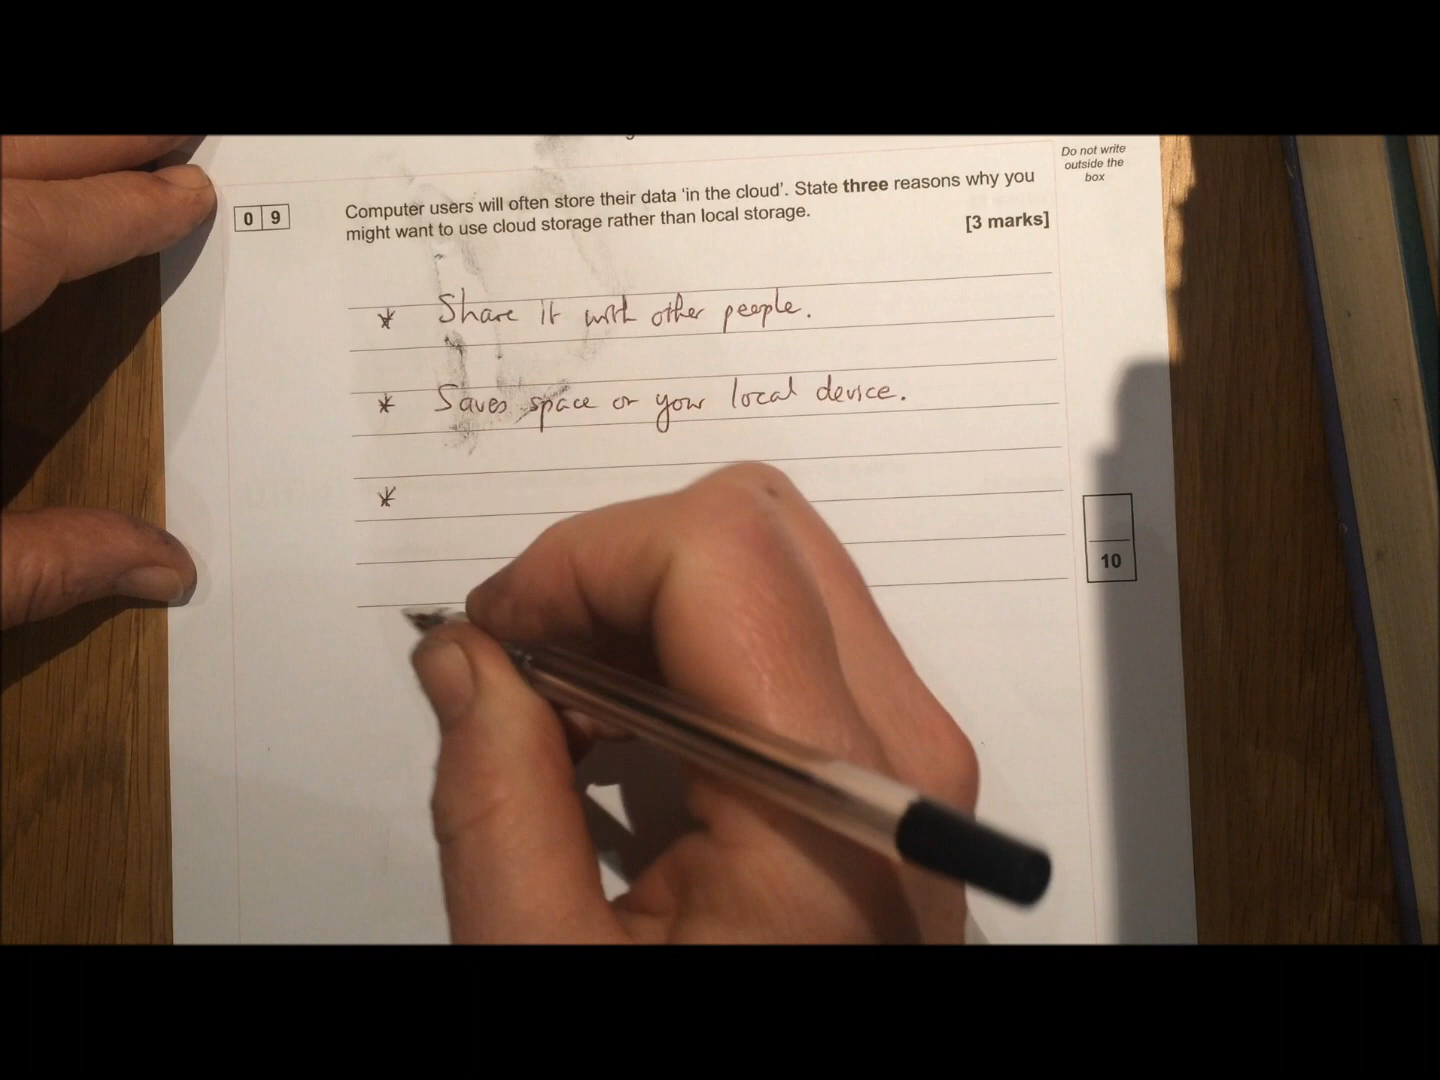 Do not write
outside the
box
0 9
Computer users will often store their data 'in the cloud'. State three reasons why you
might want to use cloud storage rather than local storage.
[3 marks]
* Share it with other people.
* Saves space on your local device.
*
10